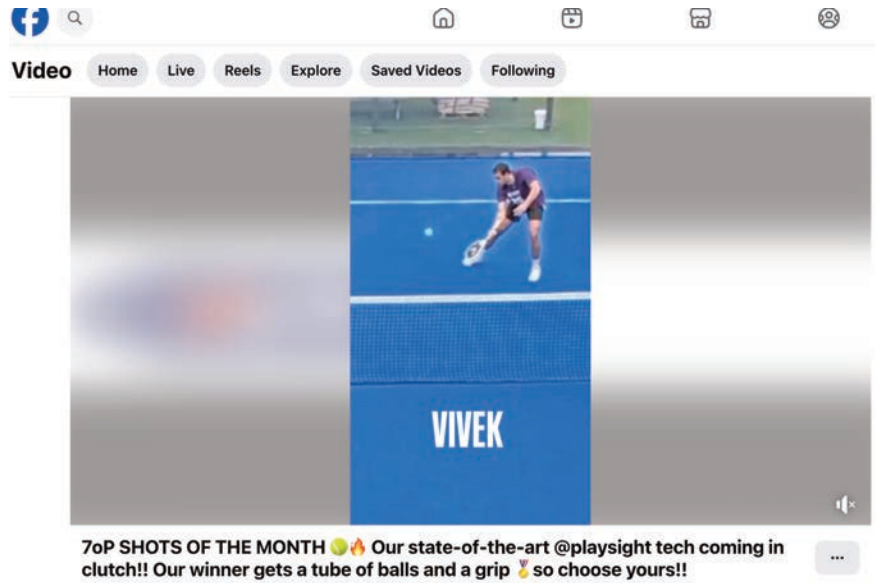 Video Home Live Reels Explore Saved Videos Following
VIVEK
7oP SHOTS OF THE MONTH 🎾🔥 Our state-of-the-art @playsight tech coming in
clutch!! Our winner gets a tube of balls and a grip 🏅 so choose yours!!